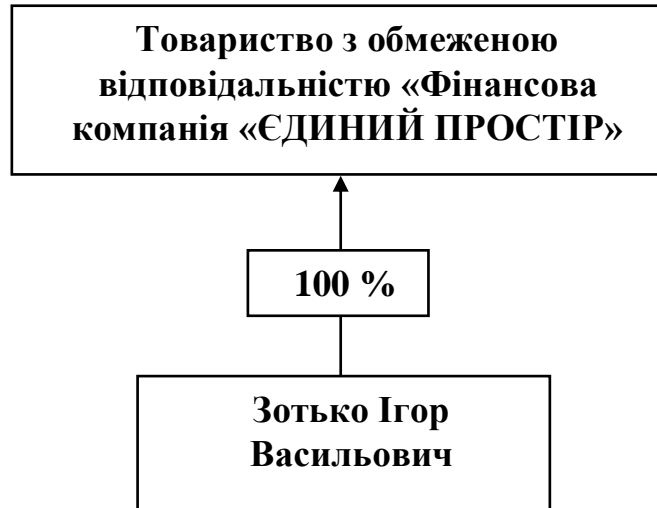 Товариство з обмеженою
відповідальністю «Фінансова
компанія «ЄДИНИЙ ПРОСТІР»
100 %
Зотько Ігор
Васильович